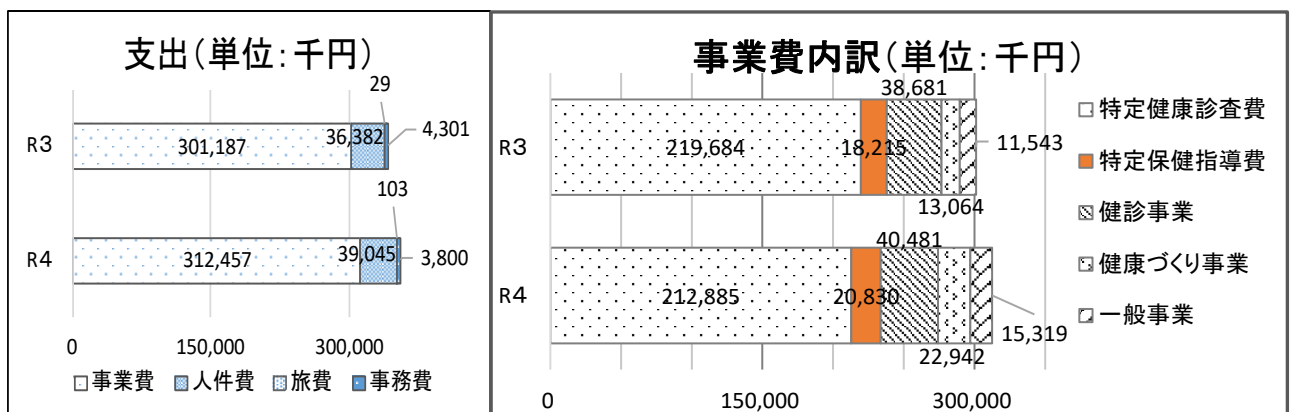 支出(単位:千円)
29
R3
301,187
36,382
4,301
103
R4
312,457
39,045
3,800
0
150,000
300,000
事業費
人件費
旅費
事務費
事業費内訳(単位:千円)
38,681
R3
219,684
18,215
11,543
13,064
40,481
R4
212,885
20,830
15,319
22,942
0
150,000
300,000
特定健康診査費
特定保健指導費
健診事業
健康づくり事業
一般事業